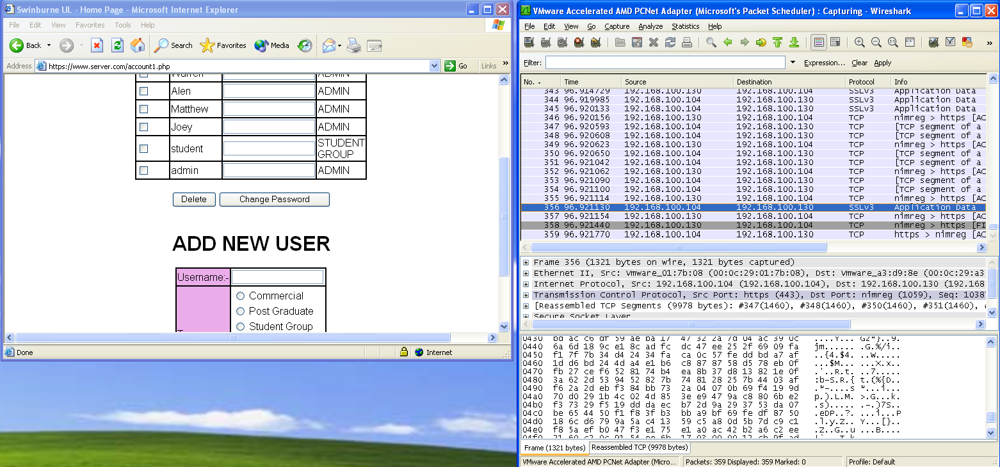 Swinburne UL - Home Page - Microsoft Internet Explorer
File Edit View Favorites Tools Help
Back Search Favorites Media
Address https://www.server.com/account1.php Go Links »
Warren ADMIN
Alen ADMIN
Matthew ADMIN
Joey ADMIN
student STUDENT GROUP
admin ADMIN
Delete Change Password
ADD NEW USER
Username:-
Commercial
Post Graduate
Student Group
Done Internet
VMware Accelerated AMD PCNet Adapter (Microsoft's Packet Scheduler) : Capturing - Wireshark
File Edit View Go Capture Analyze Statistics Help
»
Filter: Expression... Clear Apply
No. . Time Source Destination Protocol Info
343 96.914729 192.168.100.130 192.168.100.104 SSLv3 Application Data
344 96.919985 192.168.100.104 192.168.100.130 SSLv3 Application Data
345 96.920133 192.168.100.104 192.168.100.130 SSLv3 Application Data
346 96.920156 192.168.100.130 192.168.100.104 TCP nimreg > https [AC
347 96.920593 192.168.100.104 192.168.100.130 TCP [TCP segment of a
348 96.920608 192.168.100.104 192.168.100.130 TCP [TCP segment of a
349 96.920623 192.168.100.130 192.168.100.104 TCP nimreg > https [AC
350 96.920650 192.168.100.104 192.168.100.130 TCP [TCP segment of a
351 96.921042 192.168.100.104 192.168.100.130 TCP [TCP segment of a
352 96.921062 192.168.100.130 192.168.100.104 TCP nimreg > https [AC
353 96.921090 192.168.100.104 192.168.100.130 TCP [TCP segment of a
354 96.921100 192.168.100.104 192.168.100.130 TCP [TCP segment of a
355 96.921114 192.168.100.130 192.168.100.104 TCP nimreg > https [AC
356 96.921130 192.168.100.104 192.168.100.130 SSLv3 Application Data
357 96.921154 192.168.100.130 192.168.100.104 TCP nimreg > https [AC
358 96.921440 192.168.100.130 192.168.100.104 TCP nimreg > https [FI
359 96.921770 192.168.100.104 192.168.100.130 TCP https > nimreg [AC
Frame 356 (1321 bytes on wire, 1321 bytes captured)
Ethernet II, Src: Vmware_01:7b:08 (00:0c:29:01:7b:08), Dst: Vmware_a3:d9:8e (00:0c:29:a3
Internet Protocol, Src: 192.168.100.104 (192.168.100.104), Dst: 192.168.100.130 (192.168
Transmission Control Protocol, Src Port: https (443), Dst Port: nimreg (1059), Seq: 1038
[Reassembled TCP Segments (9978 bytes): #347(1460), #348(1460), #350(1460), #351(1460),
Secure Socket Layer
0430 bd ac c6 df 59 ae ba 17 47 32 2a 7d 04 ac 39 0c ....Y... G2*}..9.
0440 6a 6d 18 9c e1 8c ad fc dc 47 ee 25 2f 69 09 fa jm...... .G.%/i..
0450 f1 7f 7b 34 d4 24 34 fa ca 0c 57 fe dd bd a7 af ..{4.$4. ..W.....
0460 1d d6 bd 24 4d a4 e1 b6 c8 87 87 58 d5 78 eb 0f ...$M... ...X.x..
0470 fb 27 ce f6 52 81 74 b4 ea 8b 37 d8 13 82 1e 0f .'..R.t. ..7.....
0480 3a 62 2d 53 94 52 82 7b 74 81 28 25 7b 44 03 af :b-S.R.{ t.(%{D..
0490 f6 2a 2d eb f3 84 bb 73 2a 04 07 0b 69 f4 19 9d .*-....s *...i...
04a0 70 d0 29 1b 4c 02 4d 85 3e e9 47 9a c8 80 6b e2 p.).L.M. >.G...k.
04b0 f3 73 29 f5 19 dd da ec b7 2d 9a 29 37 53 da 07 .s)..... .-.)7S..
04c0 be 65 44 50 f1 f8 3f b3 bb a9 bf 69 fe df 87 50 .eDP..?. ...i...P
04d0 18 6c d6 79 9a 5a c4 13 59 c5 a8 0d 5b 7d c9 c1 .l.y.Z.. Y...[}..
04e0 f8 5a ef b0 47 f3 e1 75 e1 a0 ac 42 b2 a6 c2 ee .Z..G..u ...B....
04f0
Frame (1321 bytes) Reassembled TCP (9978 bytes)
VMware Accelerated AMD PCNet Adapter (Micro... Packets: 359 Displayed: 359 Marked: 0 Profile: Default